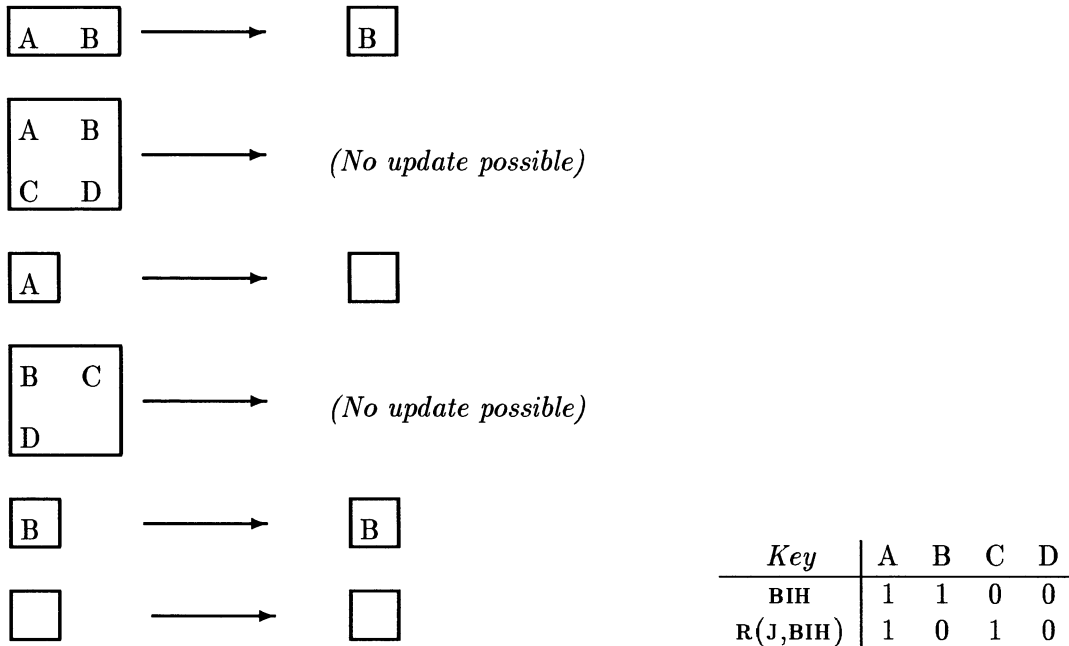 A B B
A B
C D
(No update possible)
A
B C
D
(No update possible)
B B
Key A B C D
BIH 1 1 0 0
R(J,BIH) 1 0 1 0